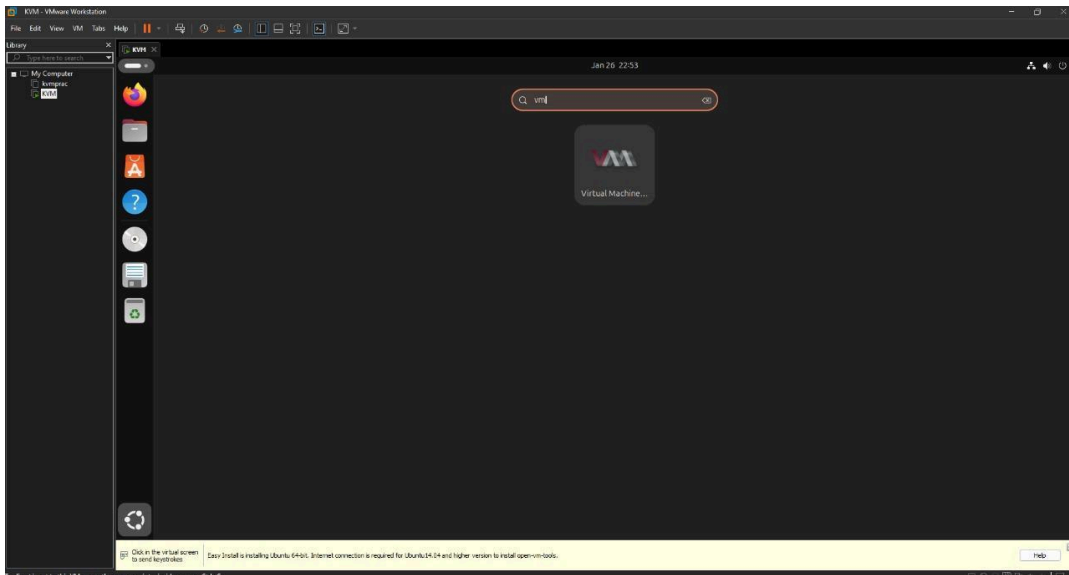 KVM - VMware Workstation
File Edit View VM Tabs Help
Library
Type here to search
My Computer
kvmprac
KVM
KVM
Jan 26 22:53
vm
VM
Virtual Machine...
Click in the virtual screen
to send keystrokes
Easy Install is installing Ubuntu 64-bit. Internet connection is required for Ubuntu14.04 and higher version to install open-vm-tools.
Help